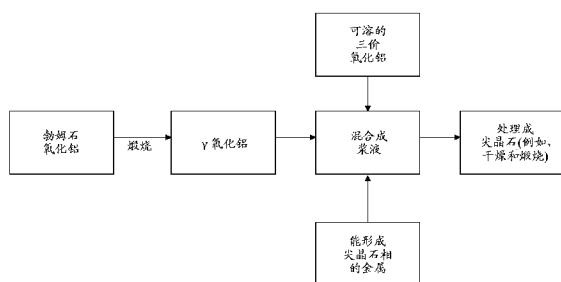 可溶的
三价
氧化铝
勃姆石
氧化铝
煅烧
γ氧化铝
混合成
浆液
处理成
尖晶石(例如、
干燥和煅烧)
能形成
尖晶石相
的金属